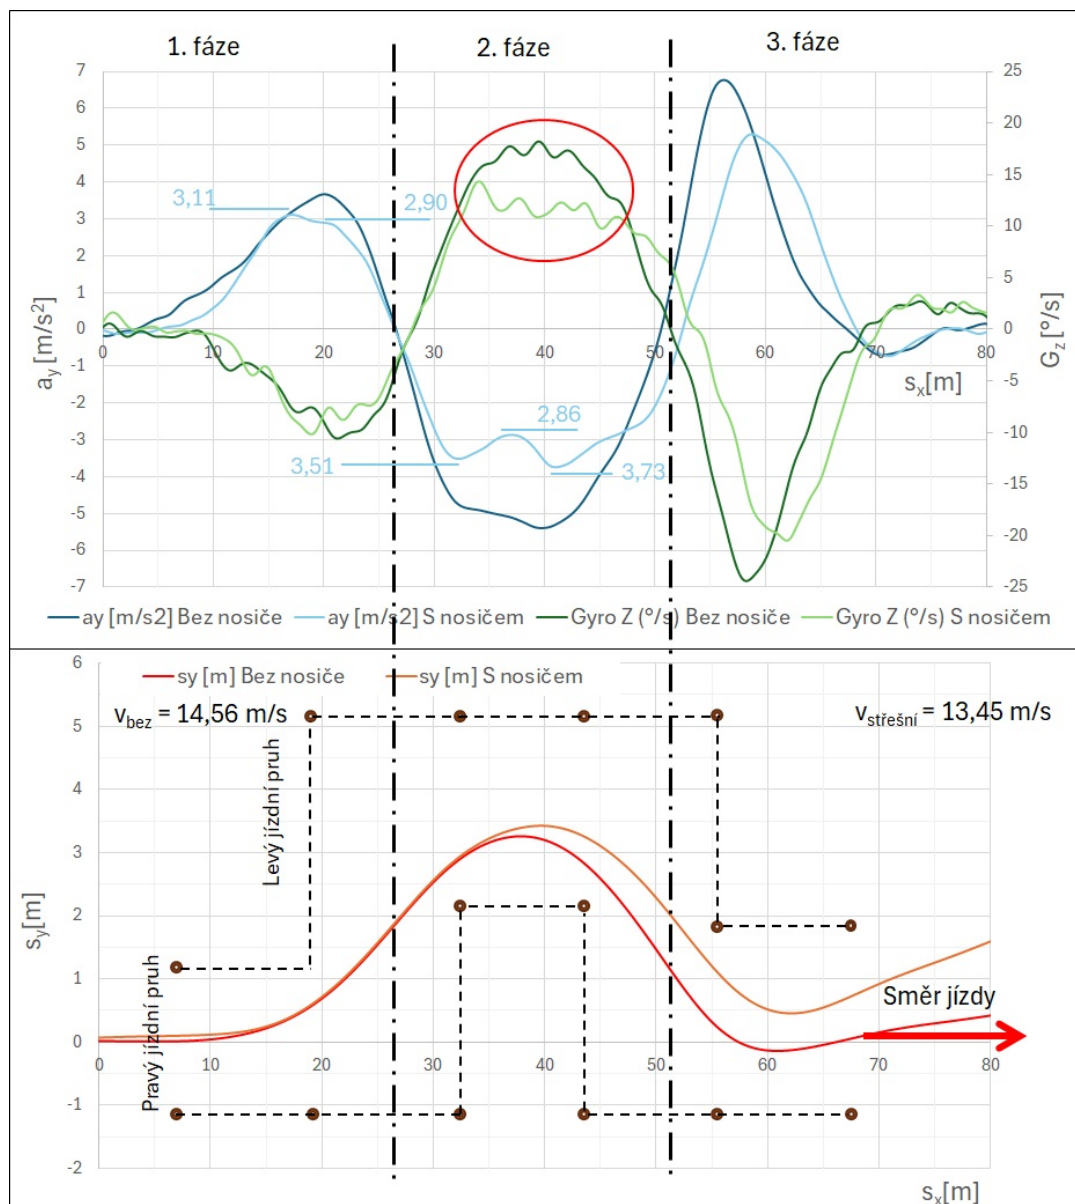 1. fáze
2. fáze
3. fáze
7
6
5
4
3
2
1
0
-1
-2
-3
-4
-5
-6
-7
a_y [m/s²]
25
20
15
10
5
0
-5
-10
-15
-20
-25
G_z [°/s]
0 10 20 30 40 50 60 70 80
s_x[m]
3,11
2,90
3,51
2,86
3,73
ay [m/s2] Bez nosiče ay [m/s2] S nosičem Gyro Z (°/s) Bez nosiče Gyro Z (°/s) S nosičem
sy [m] Bez nosiče sy [m] S nosičem
v_bez = 14,56 m/s
v_střešní = 13,45 m/s
6
5
4
3
2
1
0
-1
-2
s_y[m]
Levý jízdní pruh
Pravý jízdní pruh
Směr jízdy
0 10 20 30 40 50 60 70 80
s_x[m]